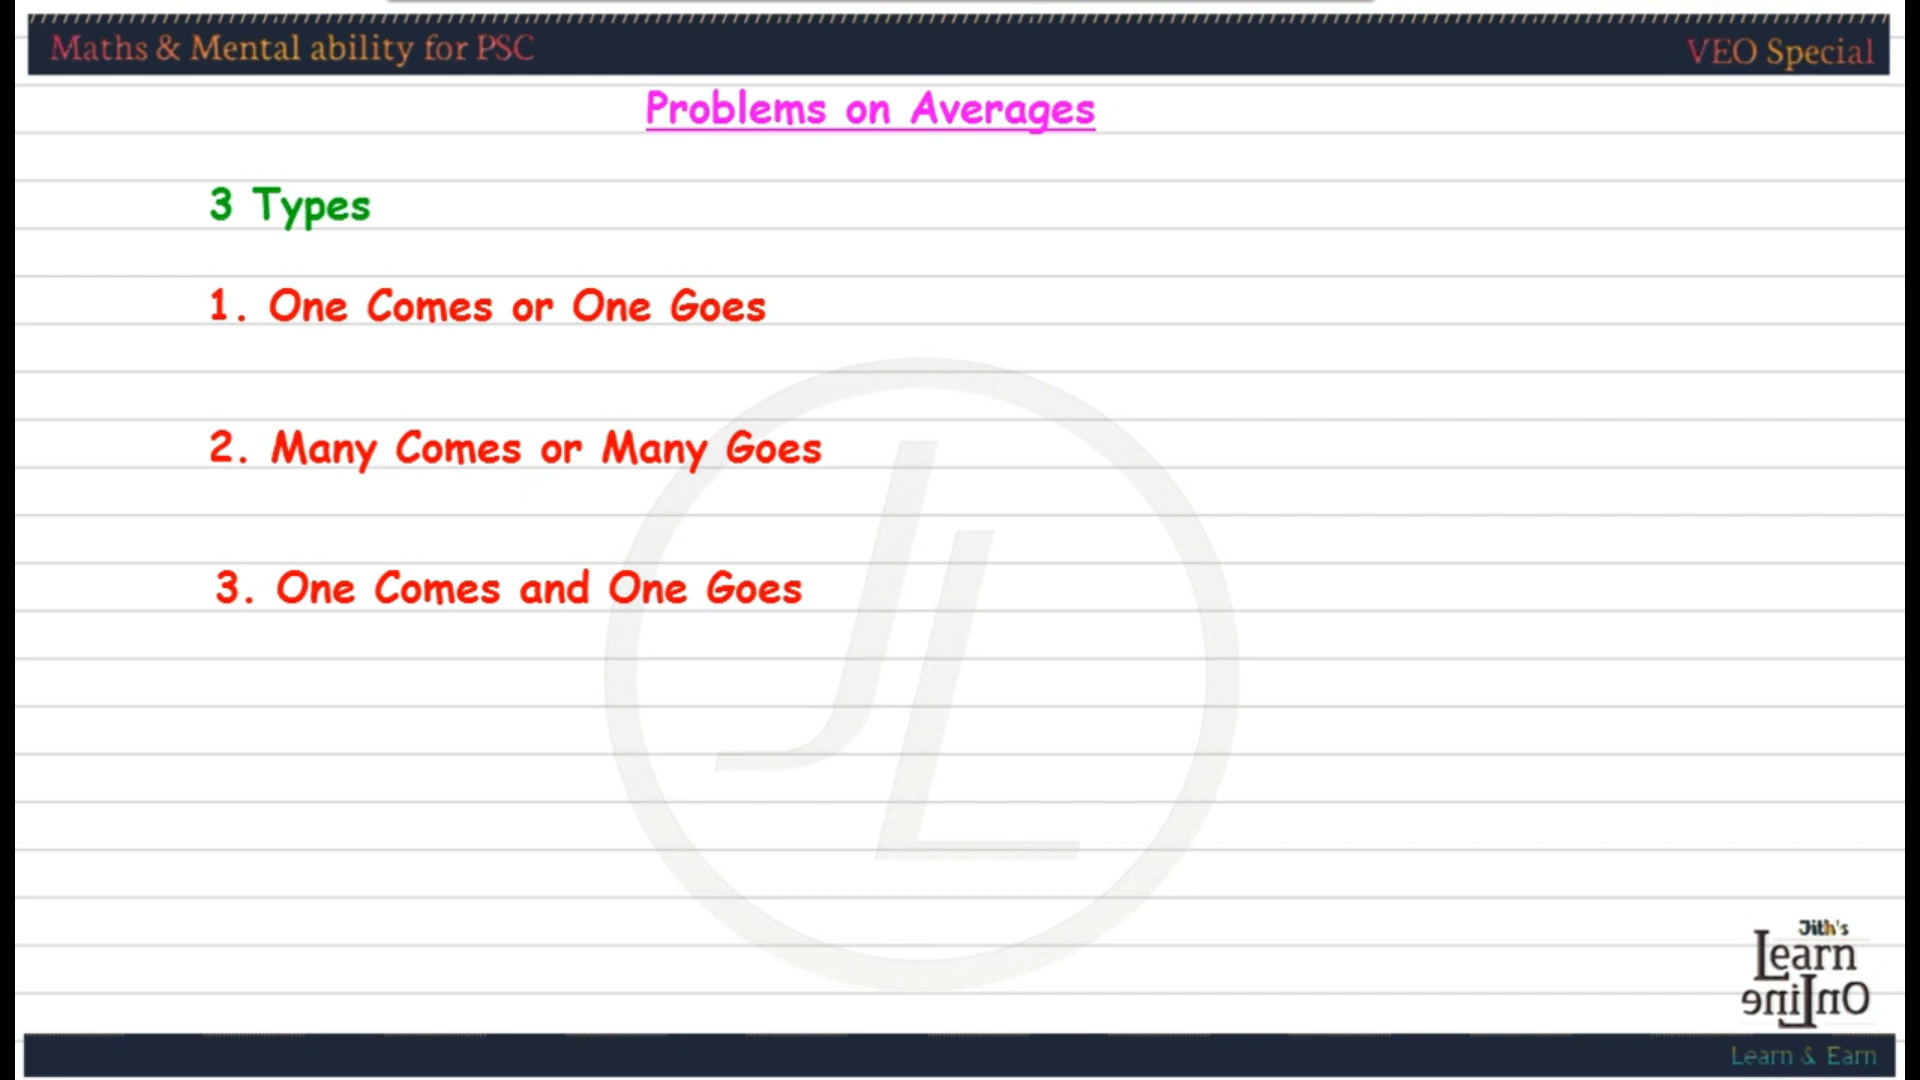 Maths & Mental ability for PSC
VEO Special
Problems on Averages
3 Types
1. One Comes or One Goes
2. Many Comes or Many Goes
3. One Comes and One Goes
JL
Jith's
Learn
OnLine
Learn & Earn